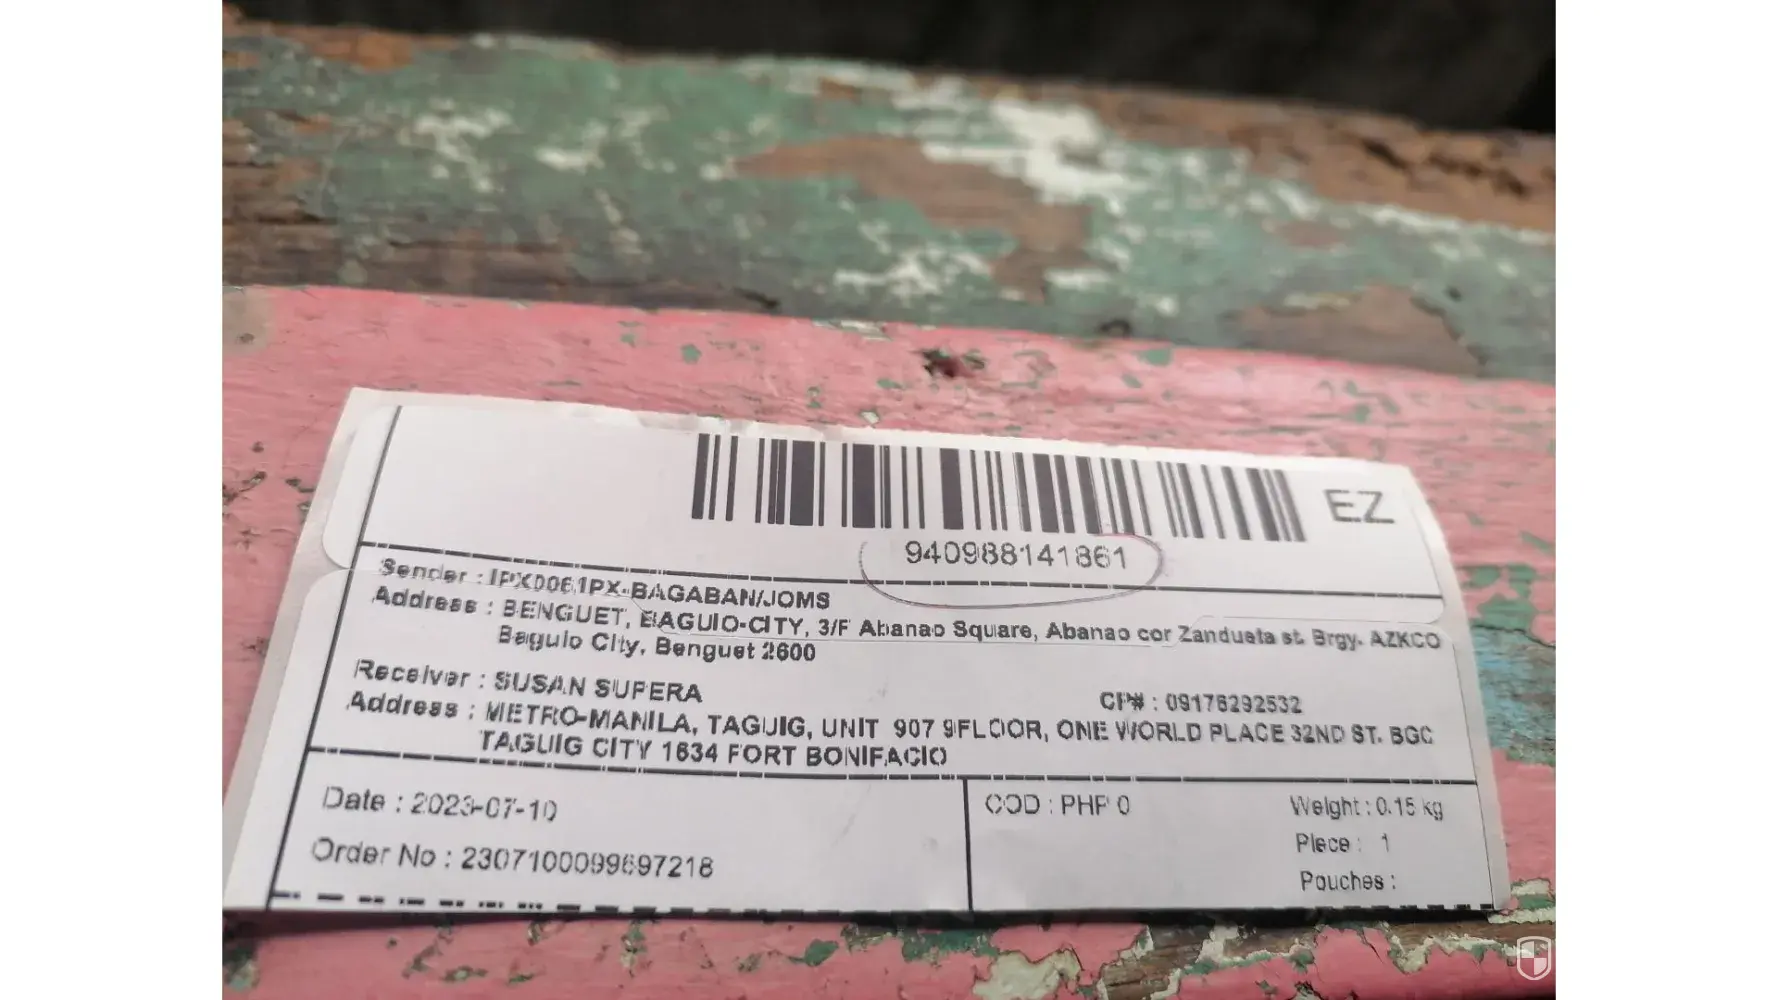 EZ
940988141861
Sender : IPX0061PX-BAGABAN/JOMS
Address : BENGUET, BAGUIO-CITY, 3/F Abanao Square, Abanao cor Zandueta st. Brgy. AZKCO
Baguio City, Benguet 2600
Receiver : SUSAN SUPERA
CP# : 09176292532
Address : METRO-MANILA, TAGUIG, UNIT 907 9FLOOR, ONE WORLD PLACE 32ND ST. BGC
TAGUIG CITY 1634 FORT BONIFACIO
Date : 2023-07-10
COD : PHP 0
Weight : 0.15 kg
Piece : 1
Order No : 2307100099697218
Pouches :